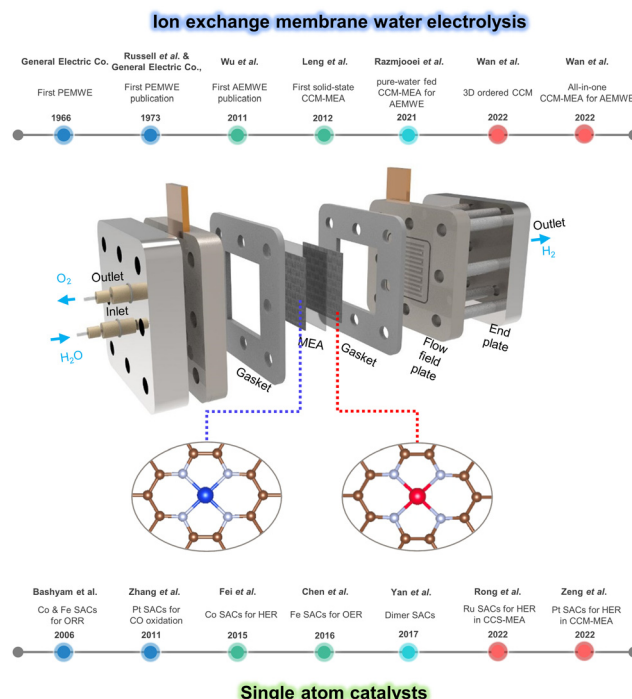 Ion exchange membrane water electrolysis
General Electric Co.
First PEMWE
1966
Russell et al. &
General Electric Co.,
First PEMWE
publication
1973
Wu et al.
First AEMWE
publication
2011
Leng et al.
First solid-state
CCM-MEA
2012
Razmjooei et al.
pure-water fed
CCM-MEA for
AEMWE
2021
Wan et al.
3D ordered CCM
2022
Wan et al.
All-in-one
CCM-MEA for AEMWE
2022
Outlet
H2
O2
Outlet
Inlet
H2O
Gasket
MEA
Gasket
Flow
field
plate
End
plate
Bashyam et al.
Co & Fe SACs
for ORR
2006
Zhang et al.
Pt SACs for
CO oxidation
2011
Fei et al.
Co SACs for HER
2015
Chen et al.
Fe SACs for OER
2016
Yan et al.
Dimer SACs
2017
Rong et al.
Ru SACs for HER
in CCS-MEA
2022
Zeng et al.
Pt SACs for HER
in CCM-MEA
2022
Single atom catalysts